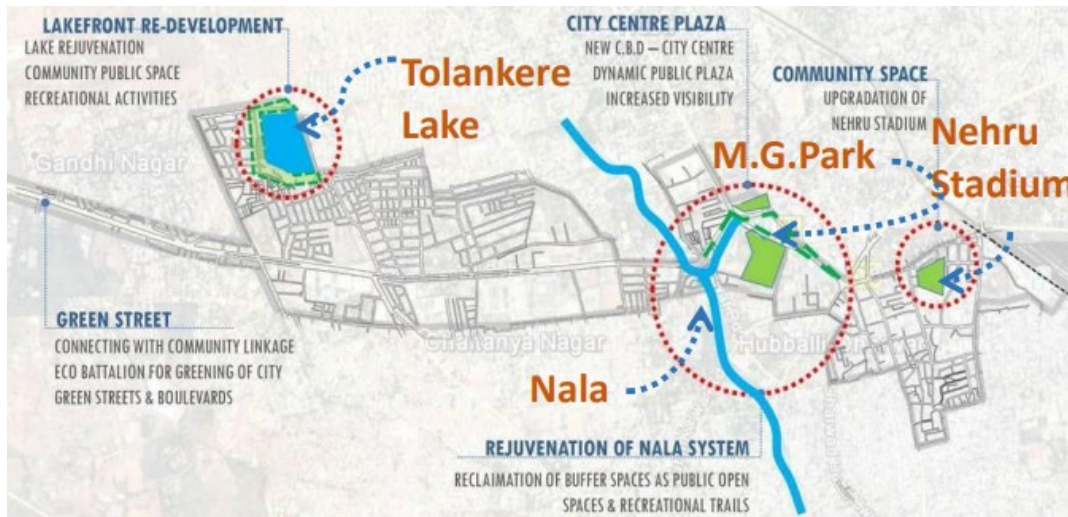 LAKEFRONT RE-DEVELOPMENT
LAKE REJUVENATION
COMMUNITY PUBLIC SPACE
RECREATIONAL ACTIVITIES
Tolankere
Lake
CITY CENTRE PLAZA
NEW C.B.D – CITY CENTRE
DYNAMIC PUBLIC PLAZA
INCREASED VISIBILITY
COMMUNITY SPACE
UPGRADATION OF
NEHRU STADIUM
Nehru
Stadium
M.G.Park
Gandhi Nagar
GREEN STREET
CONNECTING WITH COMMUNITY LINKAGE
ECO BATTALION FOR GREENING OF CITY
GREEN STREETS & BOULEVARDS
Chaitanya Nagar
Nala
REJUVENATION OF NALA SYSTEM
RECLAMATION OF BUFFER SPACES AS PUBLIC OPEN
SPACES & RECREATIONAL TRAILS